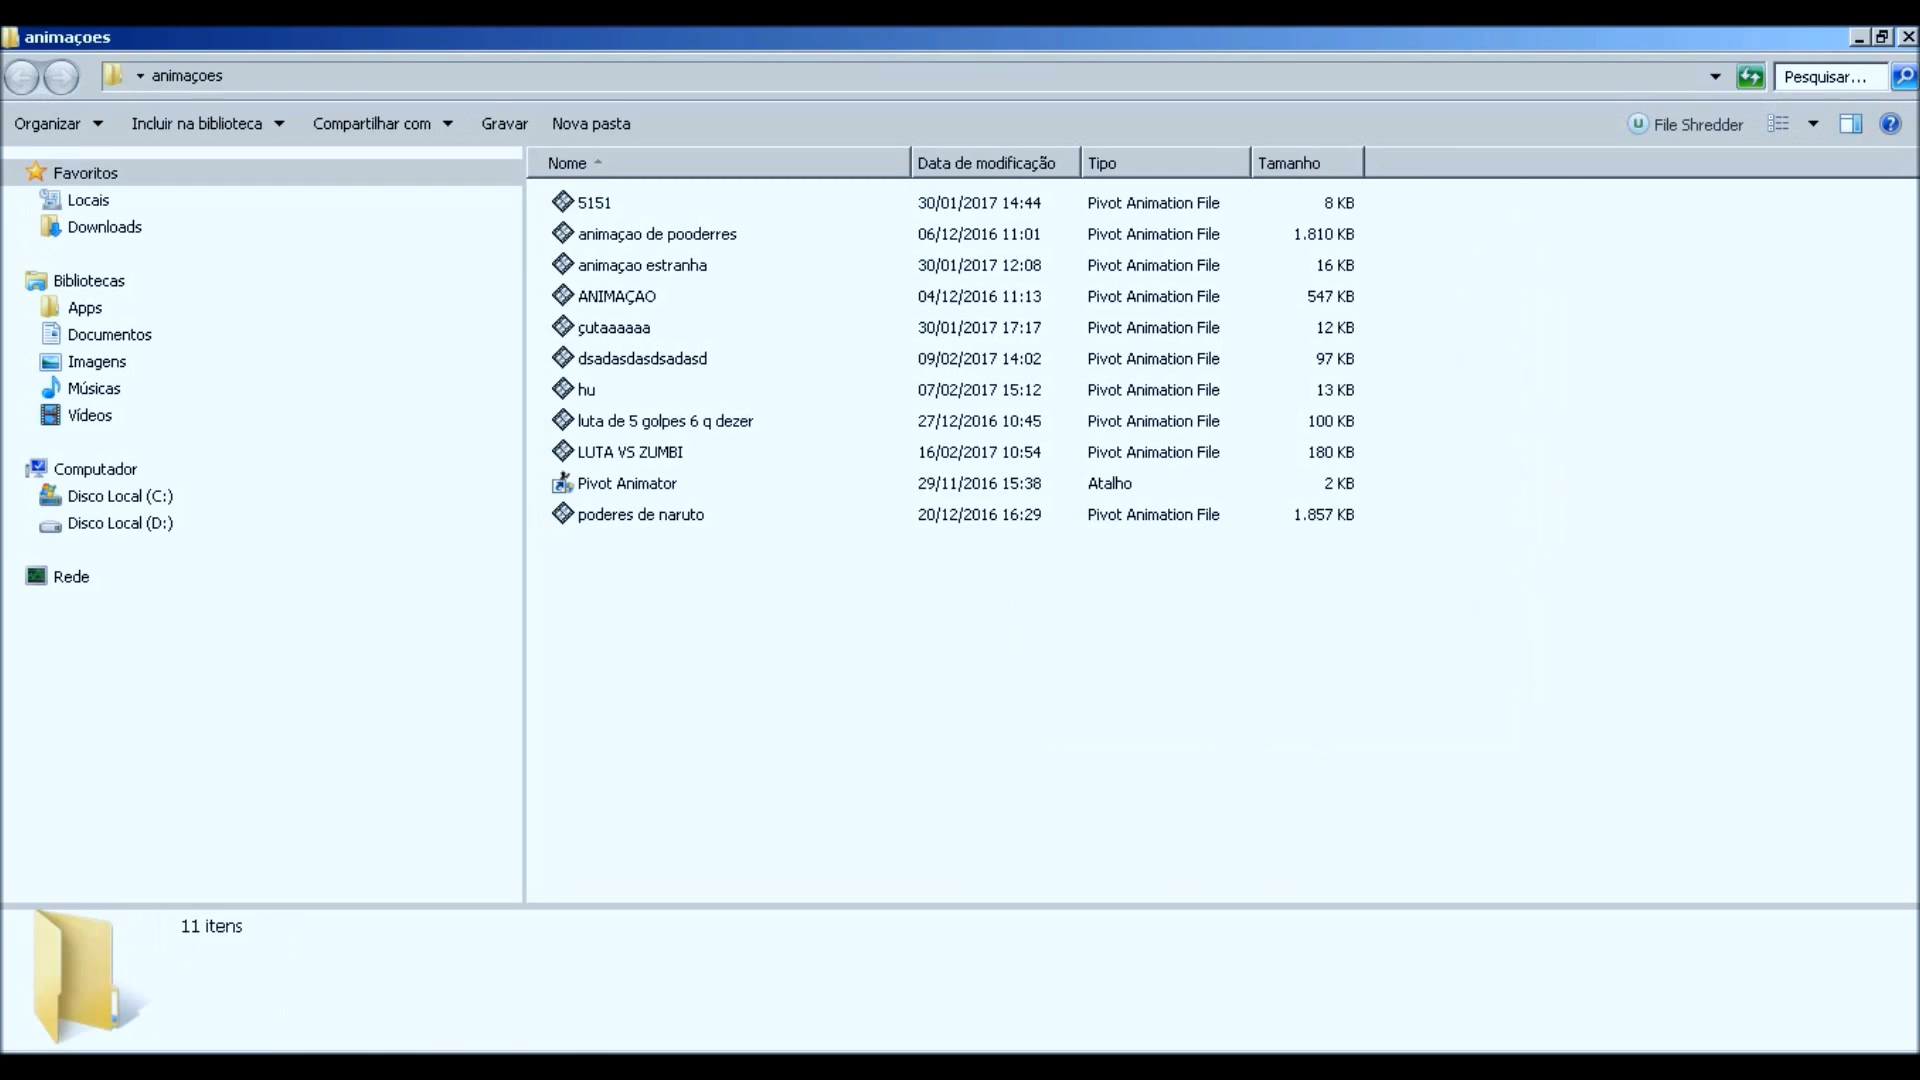 animaçoes
animaçoes
Pesquisar...
Organizar Incluir na biblioteca Compartilhar com Gravar Nova pasta
U File Shredder
Favoritos
Locais
Downloads
Bibliotecas
Apps
Documentos
Imagens
Músicas
Vídeos
Computador
Disco Local (C:)
Disco Local (D:)
Rede
Nome Data de modificação Tipo Tamanho
5151 30/01/2017 14:44 Pivot Animation File 8 KB
animaçao de pooderres 06/12/2016 11:01 Pivot Animation File 1.810 KB
animaçao estranha 30/01/2017 12:08 Pivot Animation File 16 KB
ANIMAÇAO 04/12/2016 11:13 Pivot Animation File 547 KB
çutaaaaaa 30/01/2017 17:17 Pivot Animation File 12 KB
dsadasdasdsadasd 09/02/2017 14:02 Pivot Animation File 97 KB
hu 07/02/2017 15:12 Pivot Animation File 13 KB
luta de 5 golpes 6 q dezer 27/12/2016 10:45 Pivot Animation File 100 KB
LUTA VS ZUMBI 16/02/2017 10:54 Pivot Animation File 180 KB
Pivot Animator 29/11/2016 15:38 Atalho 2 KB
poderes de naruto 20/12/2016 16:29 Pivot Animation File 1.857 KB
11 itens